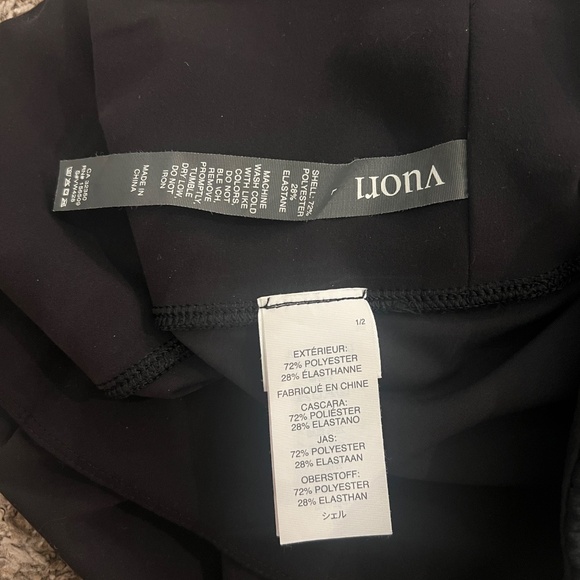 vuori
SHELL: 72%
POLYESTER
28%
ELASTANE
MACHINE
WASH COLD
WITH LIKE
COLORS.
DO NOT
BLEACH.
REMOVE
PROMPTLY.
TUMBLE
DRY LOW.
DO NOT
IRON
MADE IN
CHINA
1/2
EXTÉRIEUR:
72% POLYESTER
28% ÉLASTHANNE
FABRIQUÉ EN CHINE
CASCARA:
72% POLIÉSTER
28% ELASTANO
JAS:
72% POLYESTER
28% ELASTAAN
OBERSTOFF:
72% POLYESTER
28% ELASTHAN
シェル